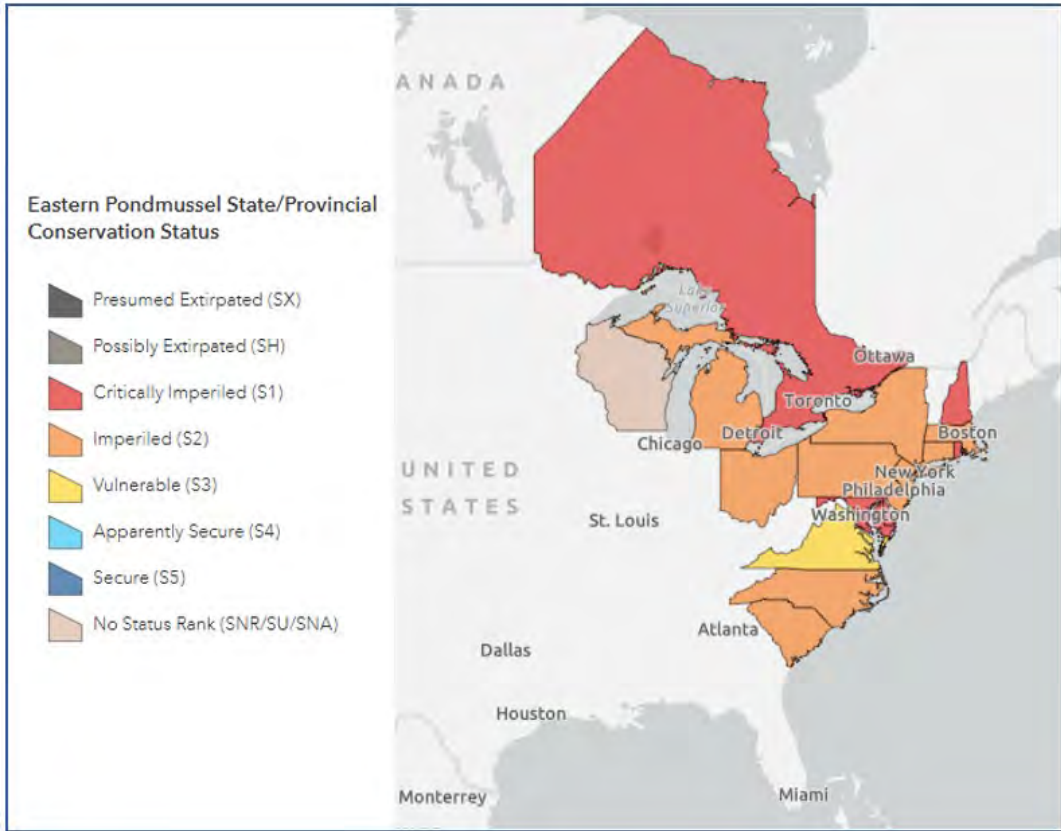 Eastern Pondmussel State/Provincial
Conservation Status
Presumed Extirpated (SX)
Possibly Extirpated (SH)
Critically Imperiled (S1)
Imperiled (S2)
Vulnerable (S3)
Apparently Secure (S4)
Secure (S5)
No Status Rank (SNR/SU/SNA)
ANADA
Lake
Superior
Ottawa
Toronto
Detroit
Boston
Chicago
New York
Philadelphia
UNITED
STATES
Washington
St. Louis
Atlanta
Dallas
Houston
Monterrey
Miami